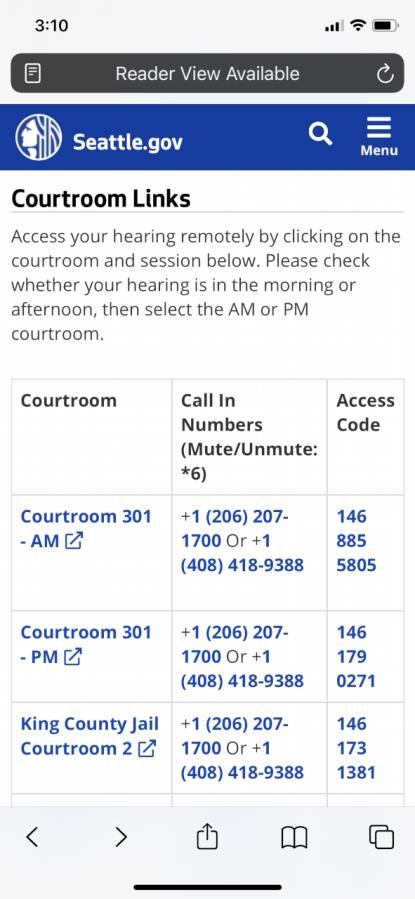 3:10
Reader View Available
Seattle.gov
Menu
Courtroom Links
Access your hearing remotely by clicking on the
courtroom and session below. Please check
whether your hearing is in the morning or
afternoon, then select the AM or PM
courtroom.
Courtroom
Call In
Numbers
(Mute/Unmute:
*6)
Access
Code
Courtroom 301
- AM
+1 (206) 207-
1700 Or +1
(408) 418-9388
146
885
5805
Courtroom 301
- PM
+1 (206) 207-
1700 Or +1
(408) 418-9388
146
179
0271
King County Jail
Courtroom 2
+1 (206) 207-
1700 Or +1
(408) 418-9388
146
173
1381